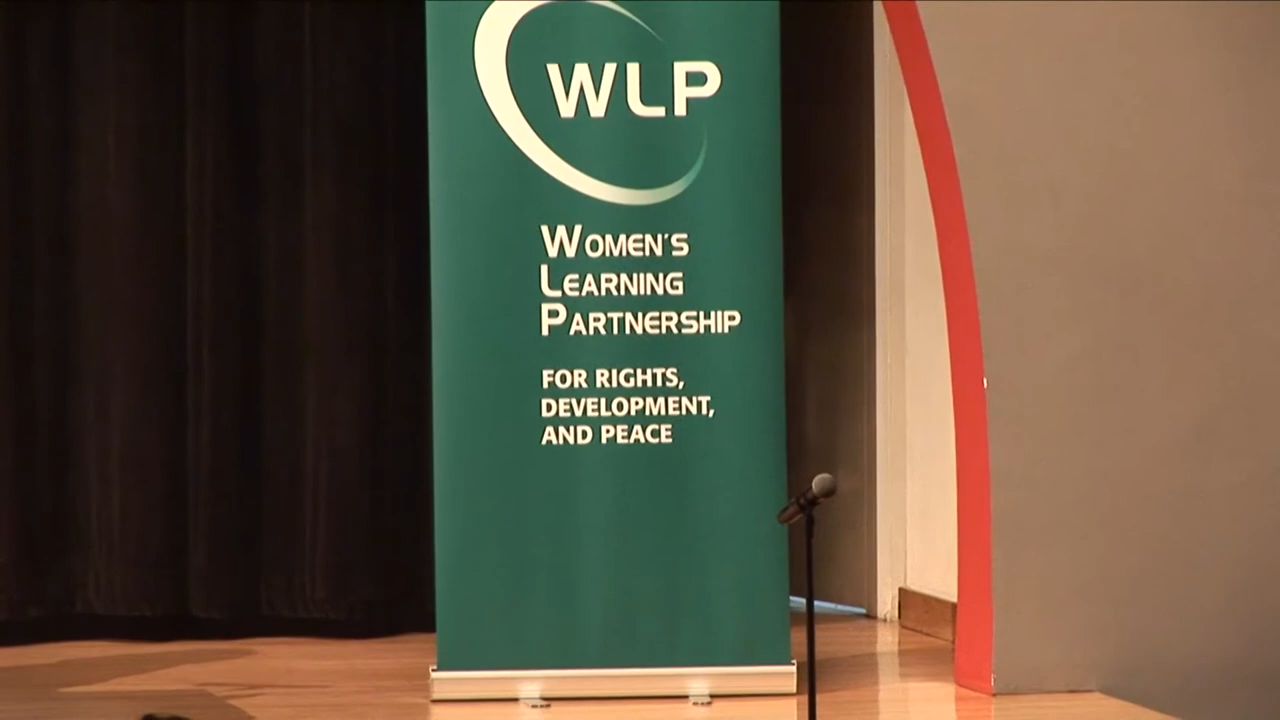 WLP
WOMEN'S
LEARNING
PARTNERSHIP
FOR RIGHTS,
DEVELOPMENT,
AND PEACE